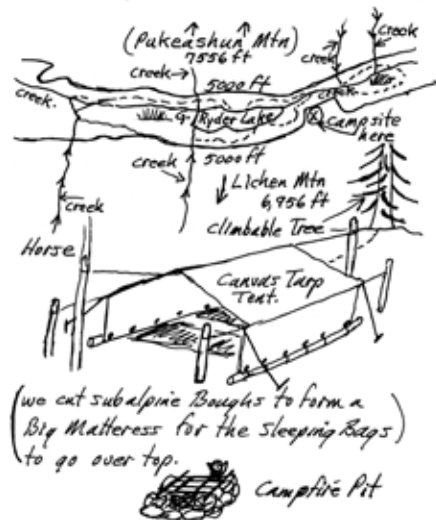 (Pukeashun Mtn)
7556 ft
creek
creek
creek
5000 ft
creek
creek
Ryder Lake
campsite
here
creek
5000 ft
Lichen Mtn
6,956 ft
creek
climbable Tree
Horse
Canvas Tarp
Tent.
(we cut subalpine Boughs to form a
Big Matteress for the Sleeping Bags)
to go over top.
Campfire Pit